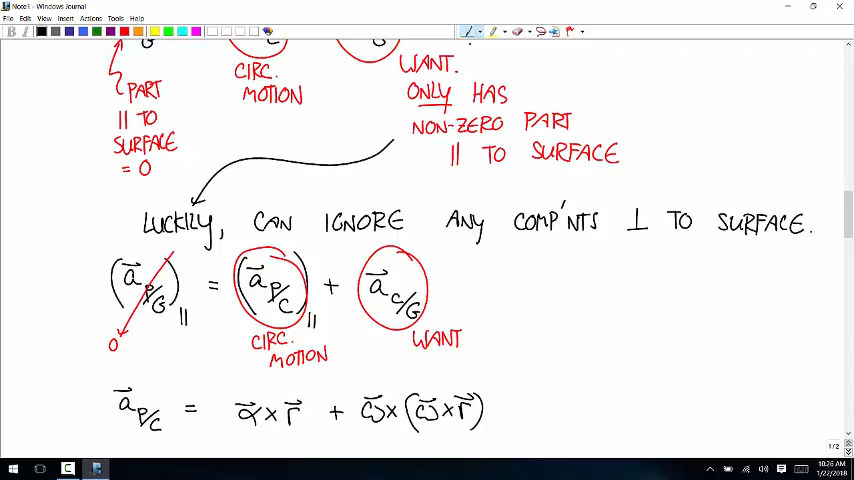 Note1 - Windows Journal
File Edit View Insert Actions Tools Help
B
G
CIRC.
MOTION
WANT.
ONLY HAS
NON-ZERO PART
|| TO SURFACE
PART
|| TO
SURFACE
= 0
LUCKILY, CAN IGNORE ANY COMP'NTS ⊥ TO SURFACE.
(a⃗ P/G)|| = (a⃗ P/C)|| + a⃗ C/G
0
CIRC.
MOTION
WANT
a⃗ P/C = α⃗ × r⃗ + ω⃗ × (ω⃗ × r⃗)
1/2
10:26 AM
1/22/2018